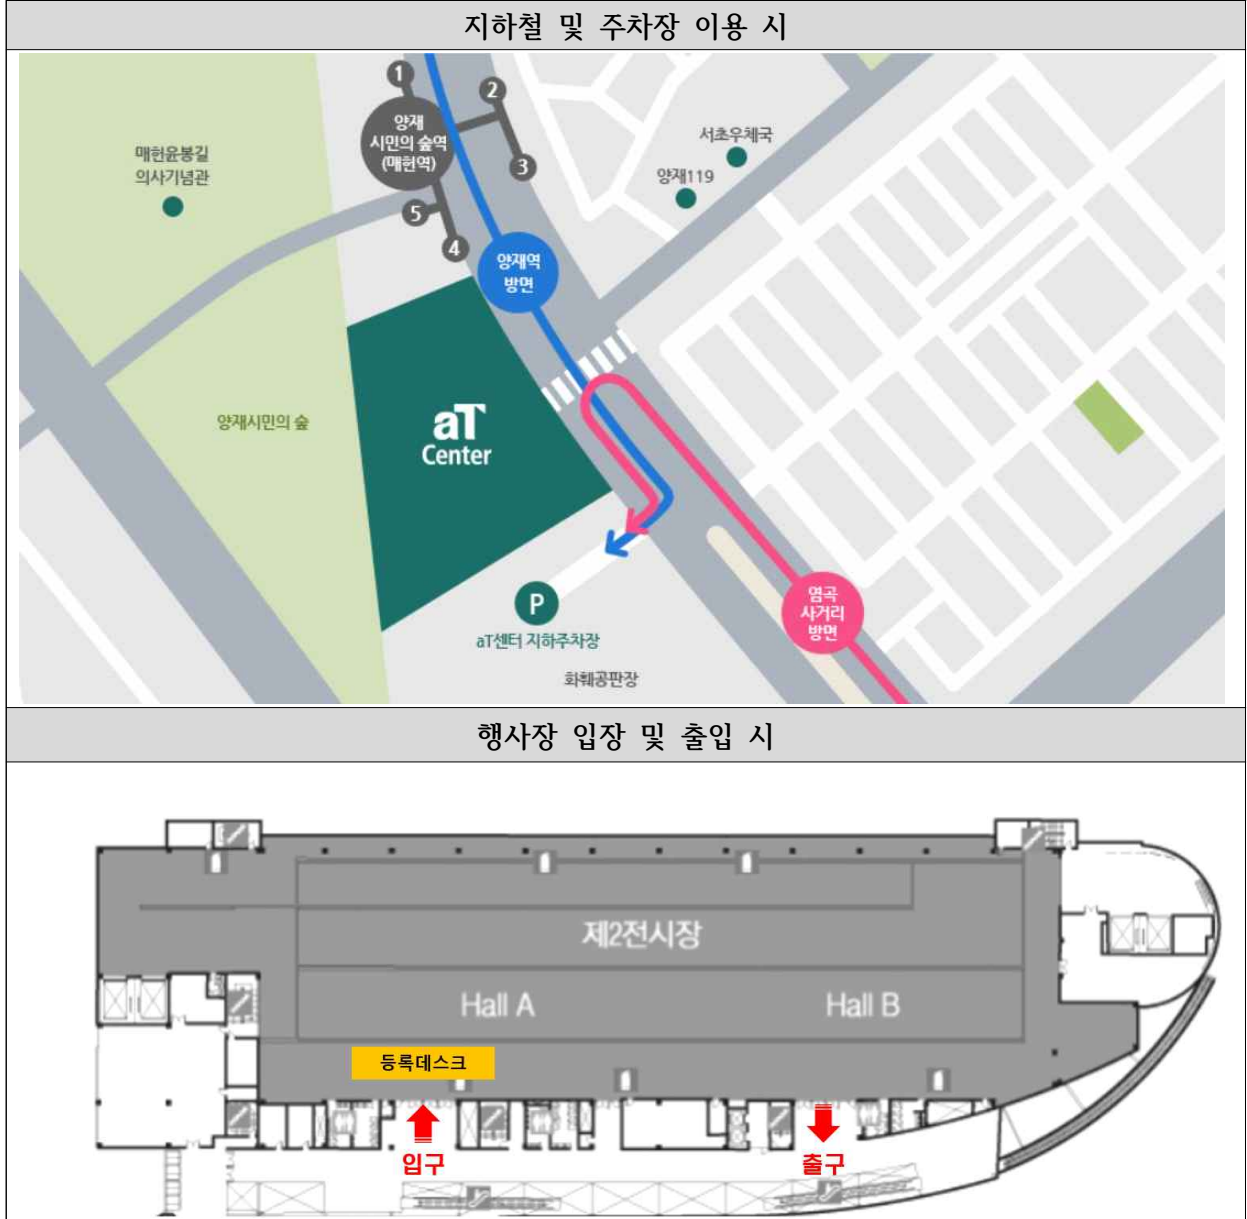 지하철 및 주차장 이용 시
1
2
양재
시민의 숲역
(매헌역)
3
5
4
매헌윤봉길
의사기념관
서초우체국
양재119
양재역
방면
양재시민의 숲
aT
Center
P
aT센터 지하주차장
염곡
사거리
방면
화훼공판장
행사장 입장 및 출입 시
제2전시장
Hall A
Hall B
등록데스크
입구
출구